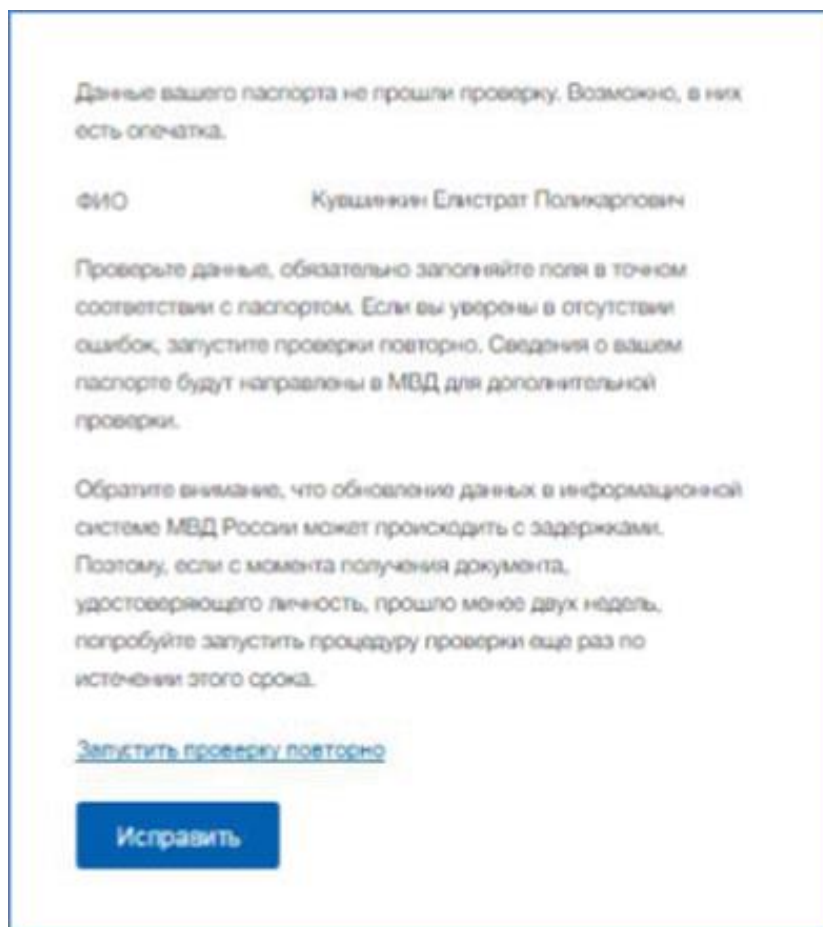 Данные вашего паспорта не прошли проверку. Возможно, в них
есть опечатка.
ФИО Кувшинкин Елистрат Поликарпович
Проверьте данные, обязательно заполняйте поля в точном
соответствии с паспортом. Если вы уверены в отсутствии
ошибок, запустите проверки повторно. Сведения о вашем
паспорте будут направлены в МВД для дополнительной
проверки.
Обратите внимание, что обновление данных в информационной
системе МВД России может происходить с задержками.
Поэтому, если с момента получения документа,
удостоверяющего личность, прошло менее двух недель,
попробуйте запустить процедуру проверки еще раз по
истечении этого срока.
Запустить проверку повторно
Исправить